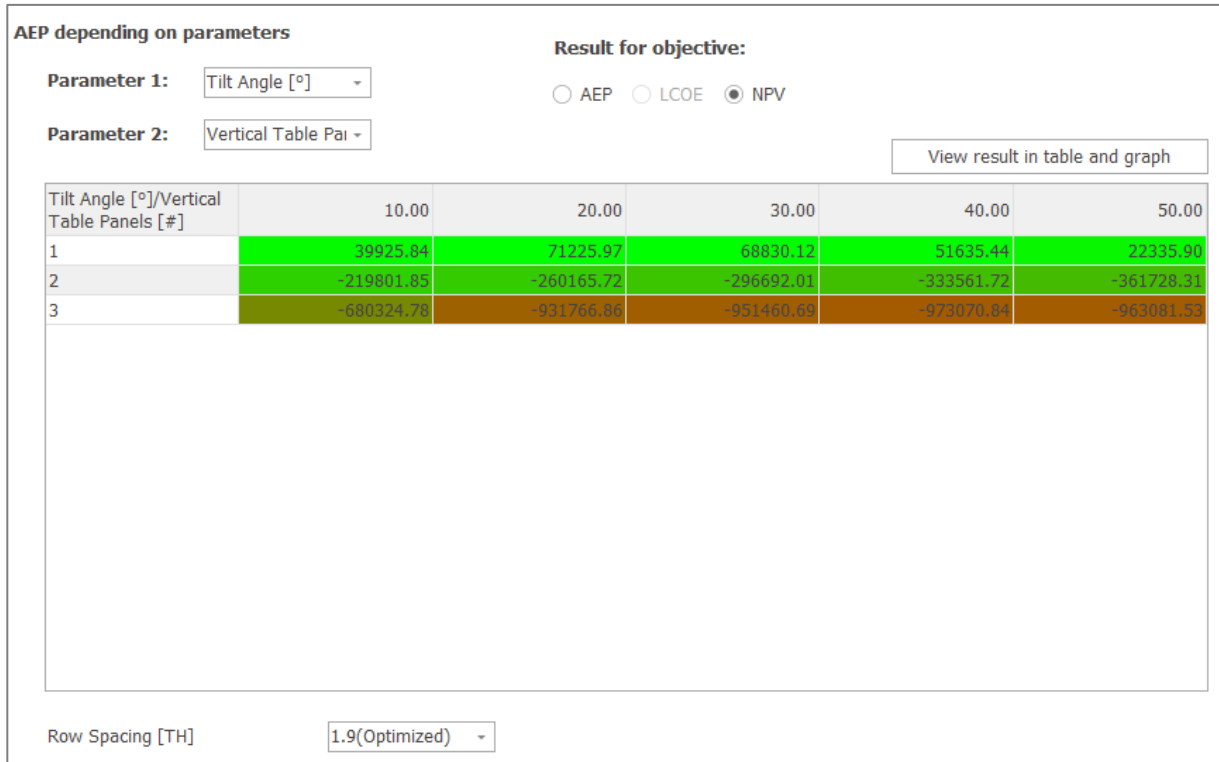 AEP depending on parameters
Result for objective:
Parameter 1: Tilt Angle [º]
AEP LCOE NPV
Parameter 2: Vertical Table Pai
View result in table and graph
Tilt Angle [º]/Vertical
Table Panels [#] 10.00 20.00 30.00 40.00 50.00
1 39925.84 71225.97 68830.12 51635.44 22335.90
2 -219801.85 -260165.72 -296692.01 -333561.72 -361728.31
3 -680324.78 -931766.86 -951460.69 -973070.84 -963081.53
Row Spacing [TH] 1.9(Optimized)